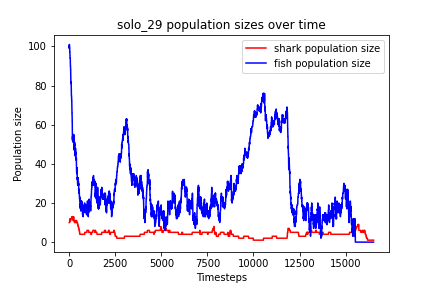 solo_29 population sizes over time
shark population size
fish population size
Population size
100
80
60
40
20
0
0 2500 5000 7500 10000 12500 15000
Timesteps